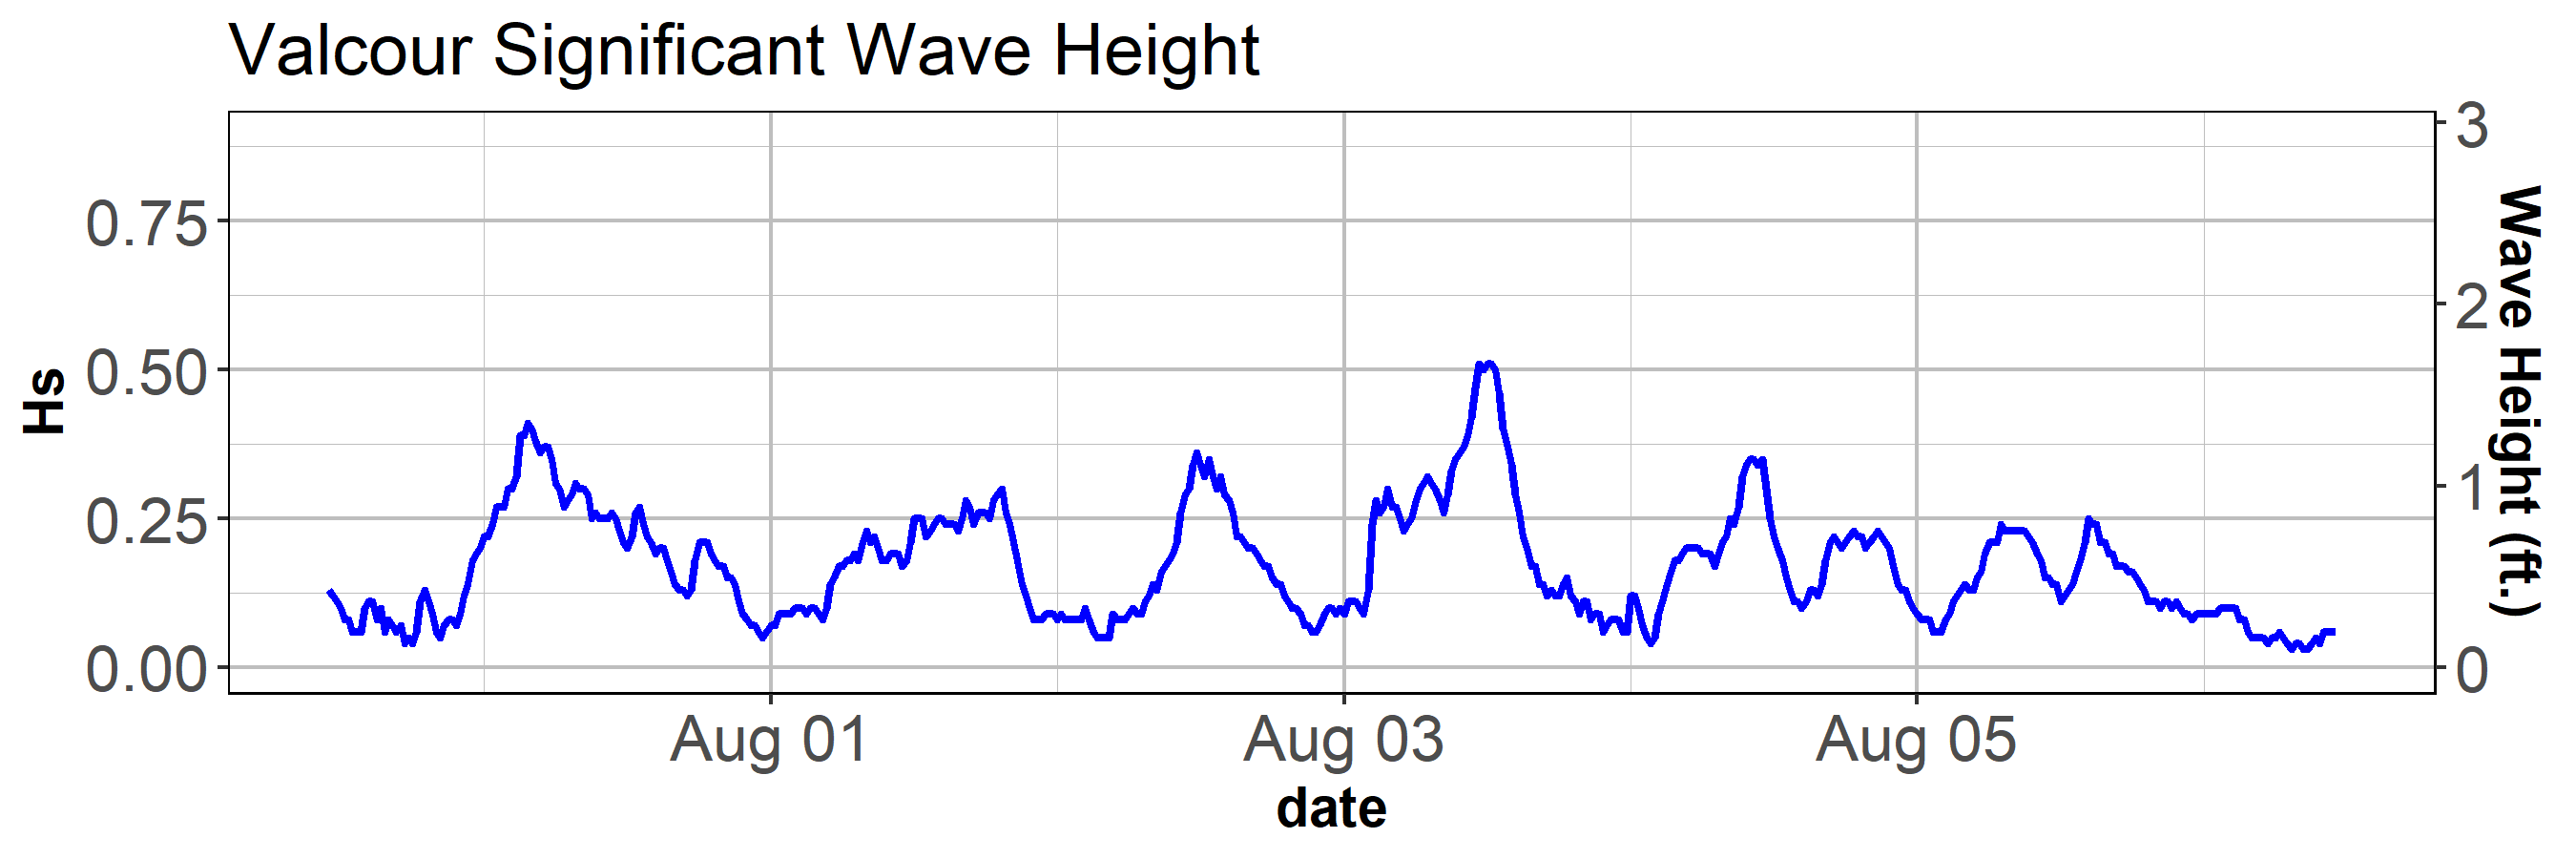 Valcour Significant Wave Height
Hs
0.75
0.50
0.25
0.00
3
2
1
0
Wave Height (ft.)
Aug 01
Aug 03
Aug 05
date